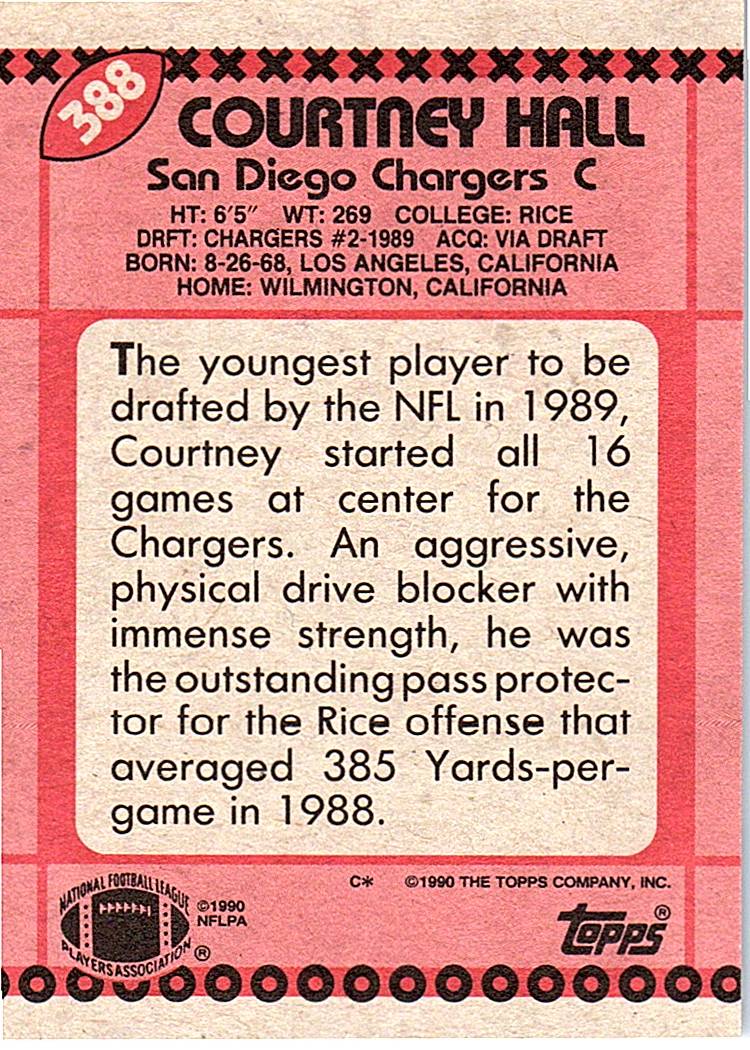 388
COURTNEY HALL
San Diego Chargers C
HT: 6'5" WT: 269 COLLEGE: RICE
DRFT: CHARGERS #2-1989 ACQ: VIA DRAFT
BORN: 8-26-68, LOS ANGELES, CALIFORNIA
HOME: WILMINGTON, CALIFORNIA
The youngest player to be
drafted by the NFL in 1989,
Courtney started all 16
games at center for the
Chargers. An aggressive,
physical drive blocker with
immense strength, he was
the outstanding pass protec-
tor for the Rice offense that
averaged 385 Yards-per-
game in 1988.
C* ©1990 THE TOPPS COMPANY, INC.
NATIONAL FOOTBALL LEAGUE
PLAYERS ASSOCIATION ®
©1990
NFLPA
topps®